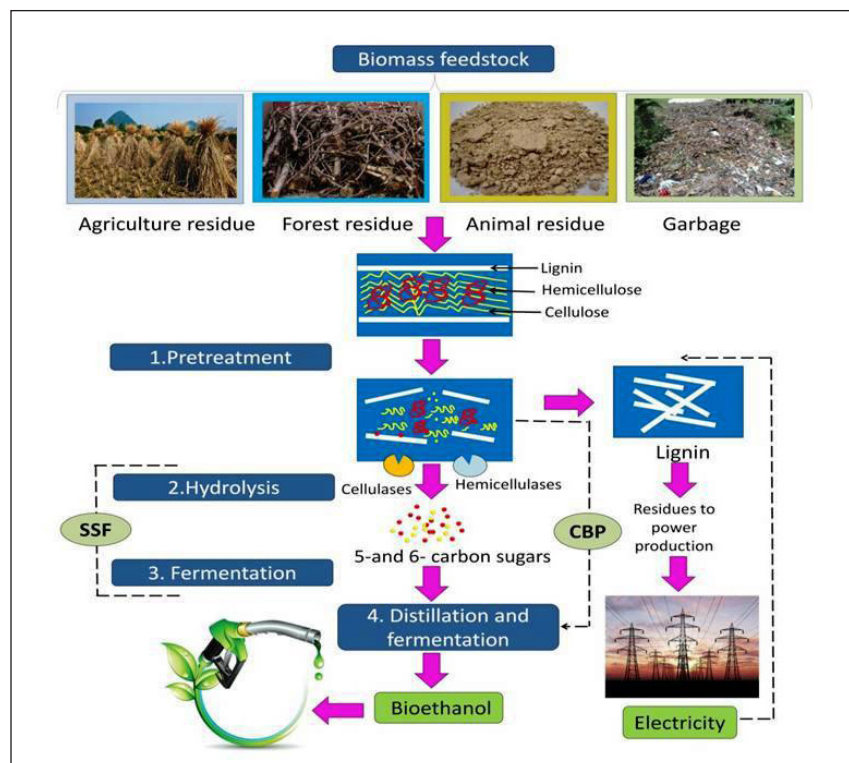 Biomass feedstock
Agriculture residue
Forest residue
Animal residue
Garbage
Lignin
Hemicellulose
Cellulose
1.Pretreatment
Lignin
2.Hydrolysis
Cellulases
Hemicellulases
SSF
CBP
Residues to
power
production
5-and 6- carbon sugars
3. Fermentation
4. Distillation and
fermentation
Bioethanol
Electricity